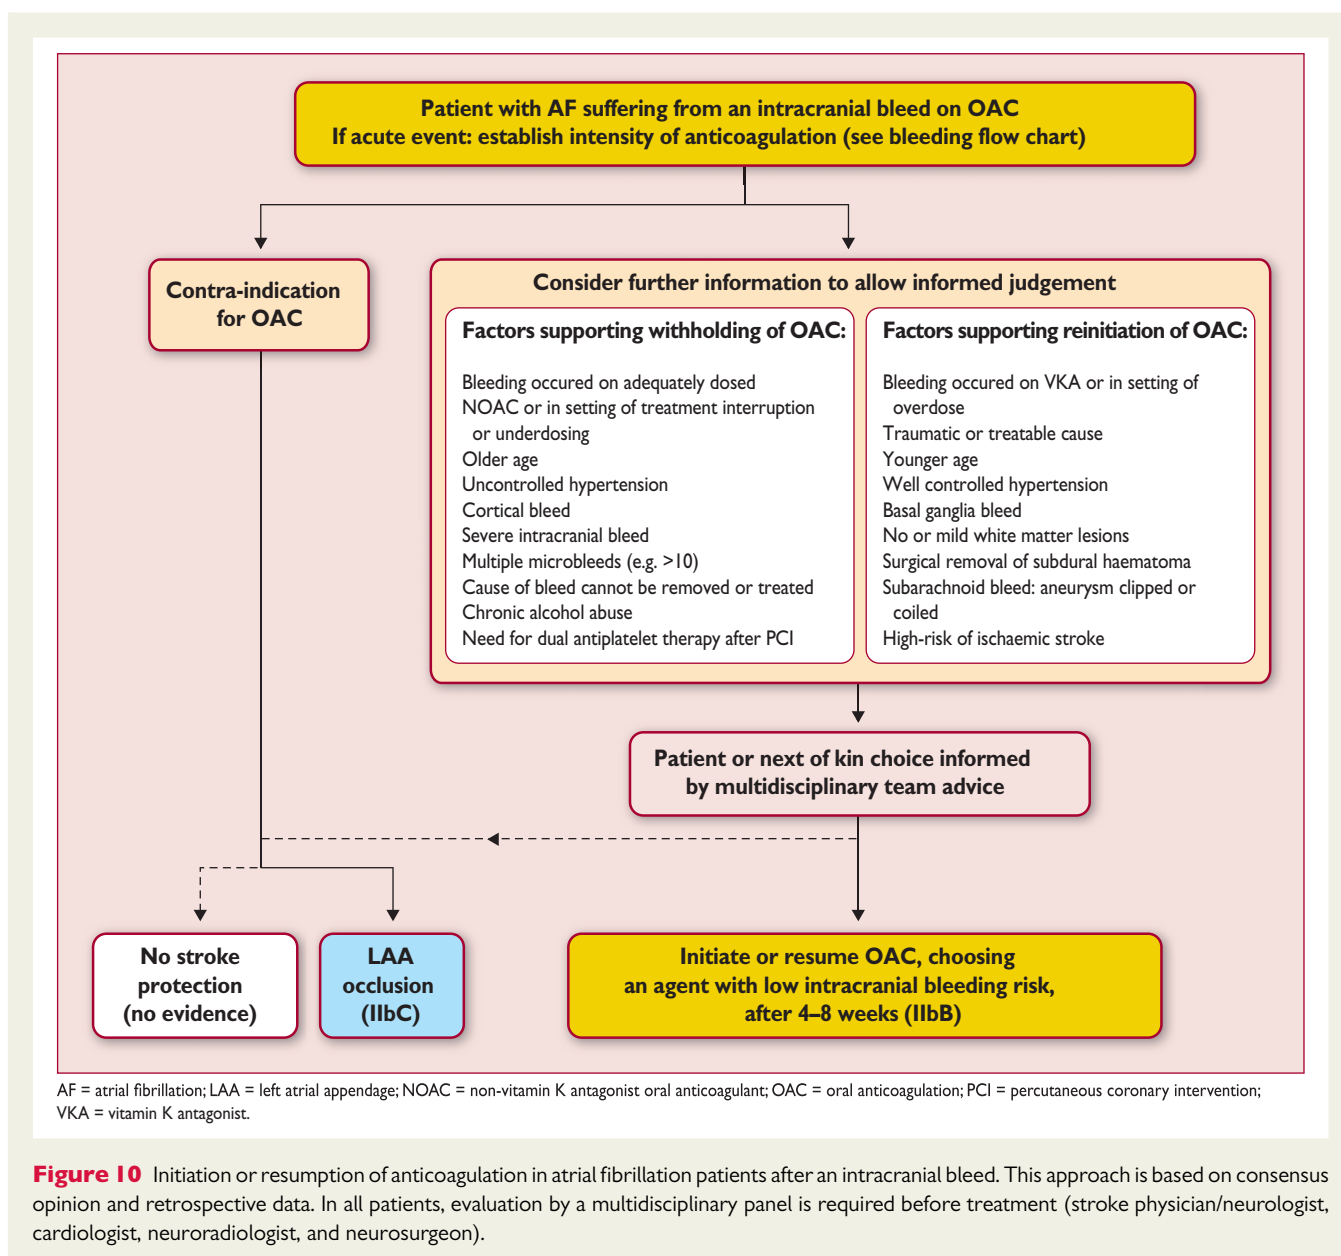 Patient with AF suffering from an intracranial bleed on OAC
If acute event: establish intensity of anticoagulation (see bleeding flow chart)
Contra-indication
for OAC
Consider further information to allow informed judgement
Factors supporting withholding of OAC:
Bleeding occured on adequately dosed
NOAC or in setting of treatment interruption
or underdosing
Older age
Uncontrolled hypertension
Cortical bleed
Severe intracranial bleed
Multiple microbleeds (e.g. >10)
Cause of bleed cannot be removed or treated
Chronic alcohol abuse
Need for dual antiplatelet therapy after PCI
Factors supporting reinitiation of OAC:
Bleeding occured on VKA or in setting of
overdose
Traumatic or treatable cause
Younger age
Well controlled hypertension
Basal ganglia bleed
No or mild white matter lesions
Surgical removal of subdural haematoma
Subarachnoid bleed: aneurysm clipped or
coiled
High-risk of ischaemic stroke
Patient or next of kin choice informed
by multidisciplinary team advice
No stroke
protection
(no evidence)
LAA
occlusion
(IIbC)
Initiate or resume OAC, choosing
an agent with low intracranial bleeding risk,
after 4–8 weeks (IIbB)
AF = atrial fibrillation; LAA = left atrial appendage; NOAC = non-vitamin K antagonist oral anticoagulant; OAC = oral anticoagulation; PCI = percutaneous coronary intervention;
VKA = vitamin K antagonist.
Figure 10 Initiation or resumption of anticoagulation in atrial fibrillation patients after an intracranial bleed. This approach is based on consensus
opinion and retrospective data. In all patients, evaluation by a multidisciplinary panel is required before treatment (stroke physician/neurologist,
cardiologist, neuroradiologist, and neurosurgeon).